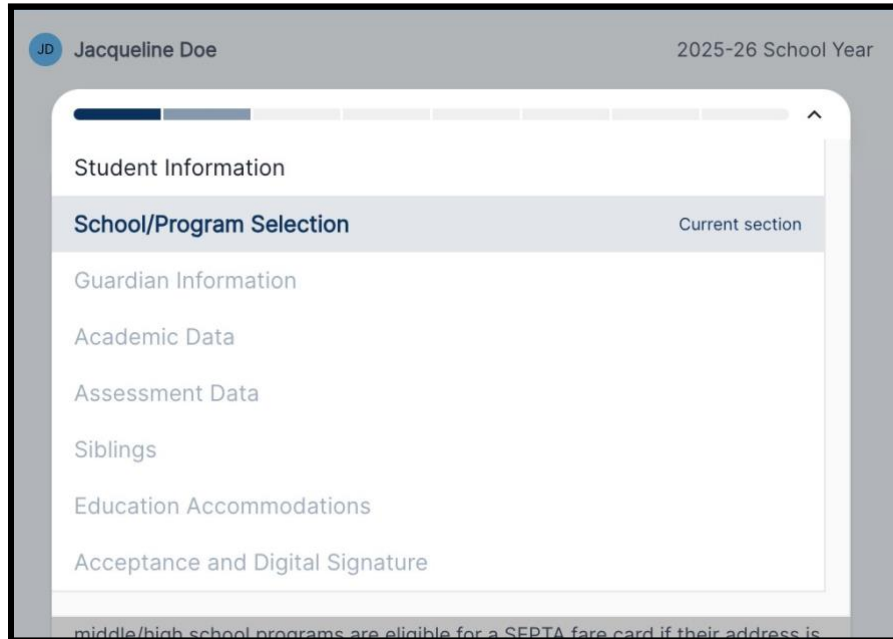 JD Jacqueline Doe 2025-26 School Year
Student Information
School/Program Selection Current section
Guardian Information
Academic Data
Assessment Data
Siblings
Education Accommodations
Acceptance and Digital Signature
middle/high school programs are eligible for a SEPTA fare card if their address is